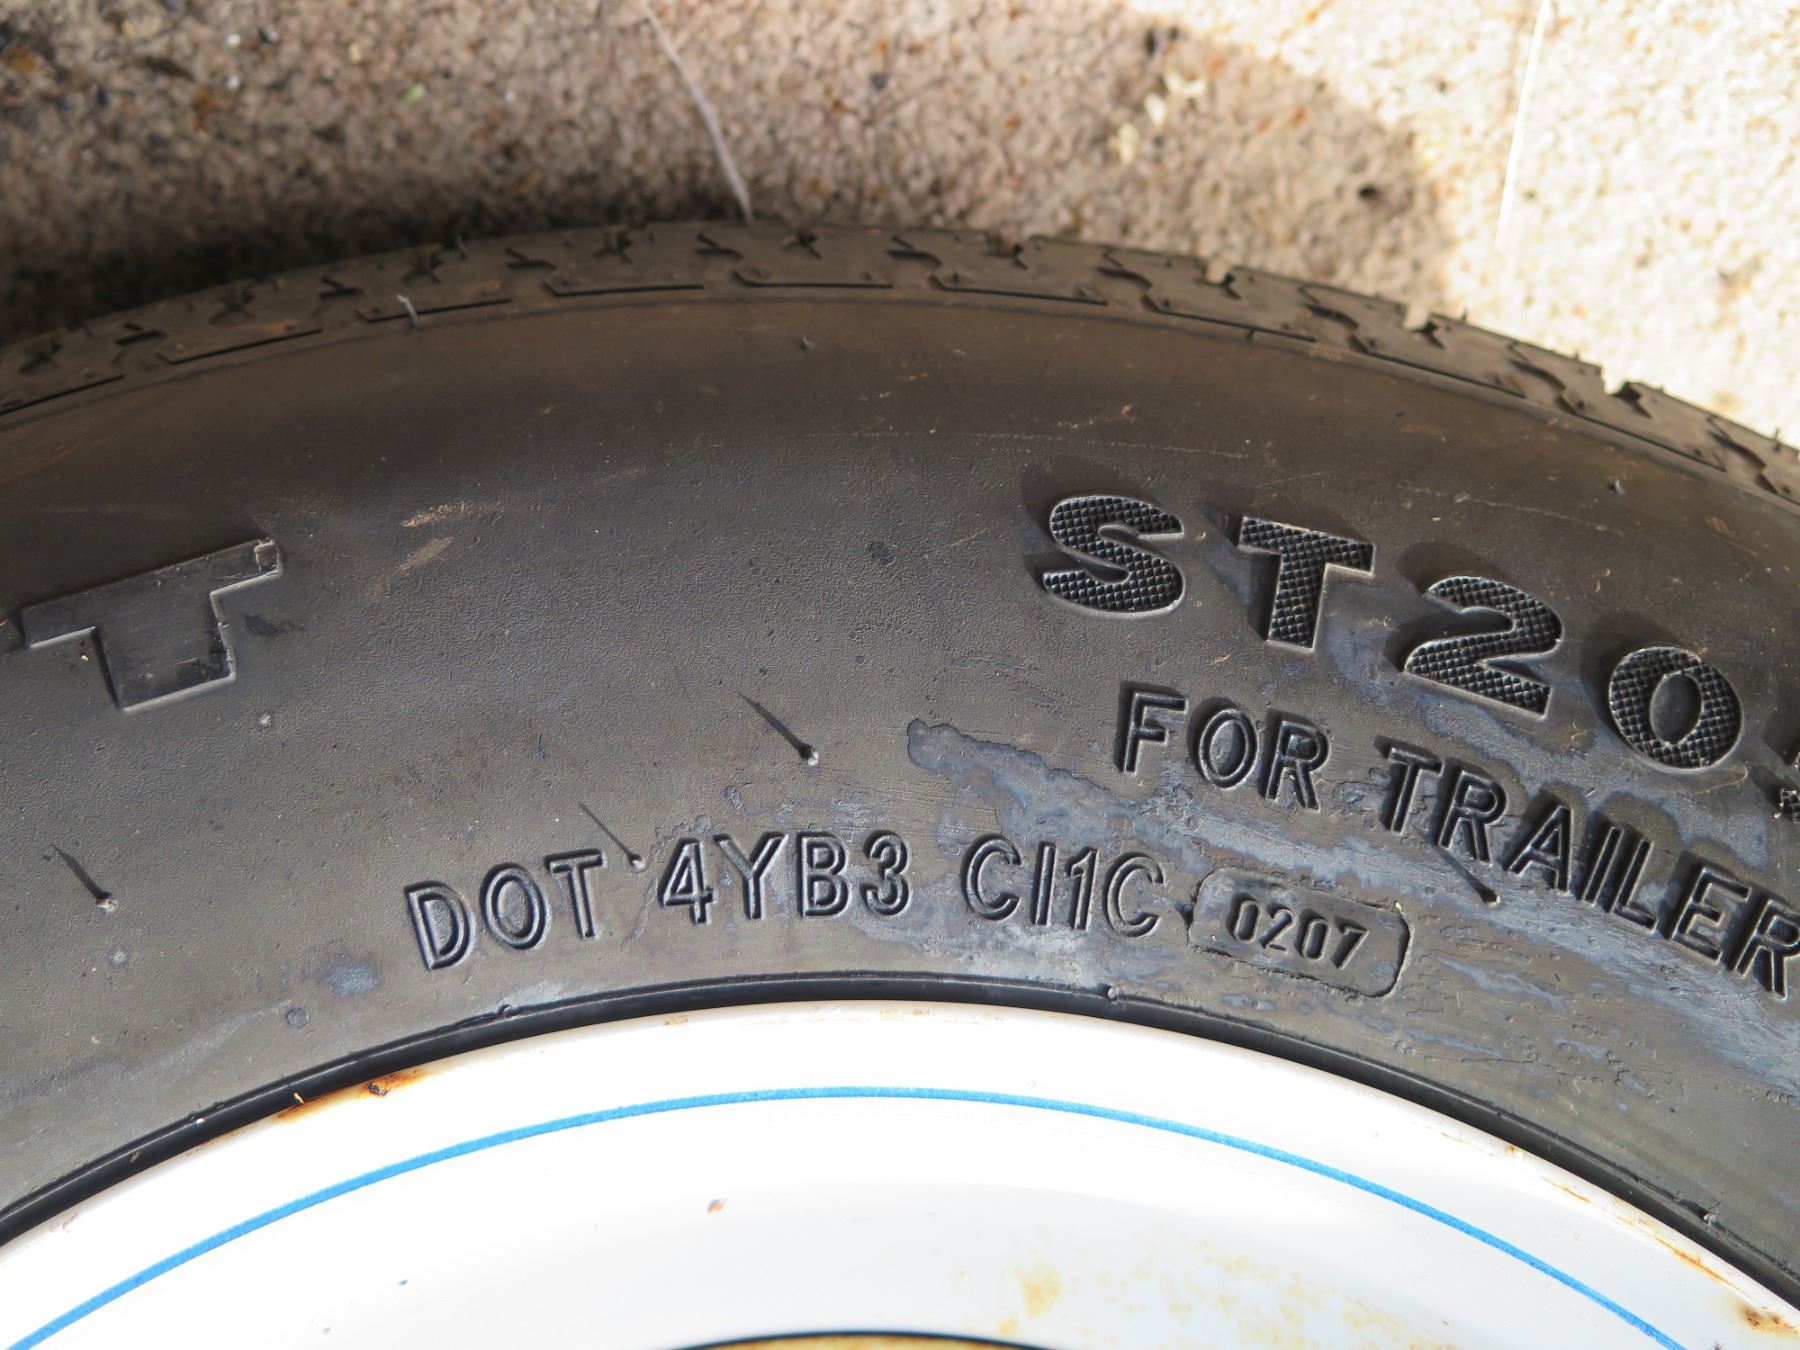 T
ST20
FOR TRAILER
DOT 4YB3 CI1C 0207